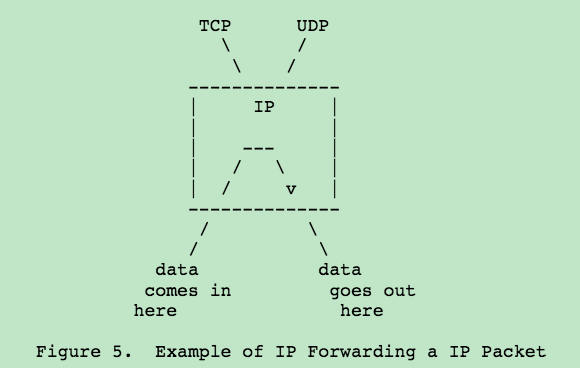 TCP UDP
IP
v
data data
comes in goes out
here here
Figure 5. Example of IP Forwarding a IP Packet